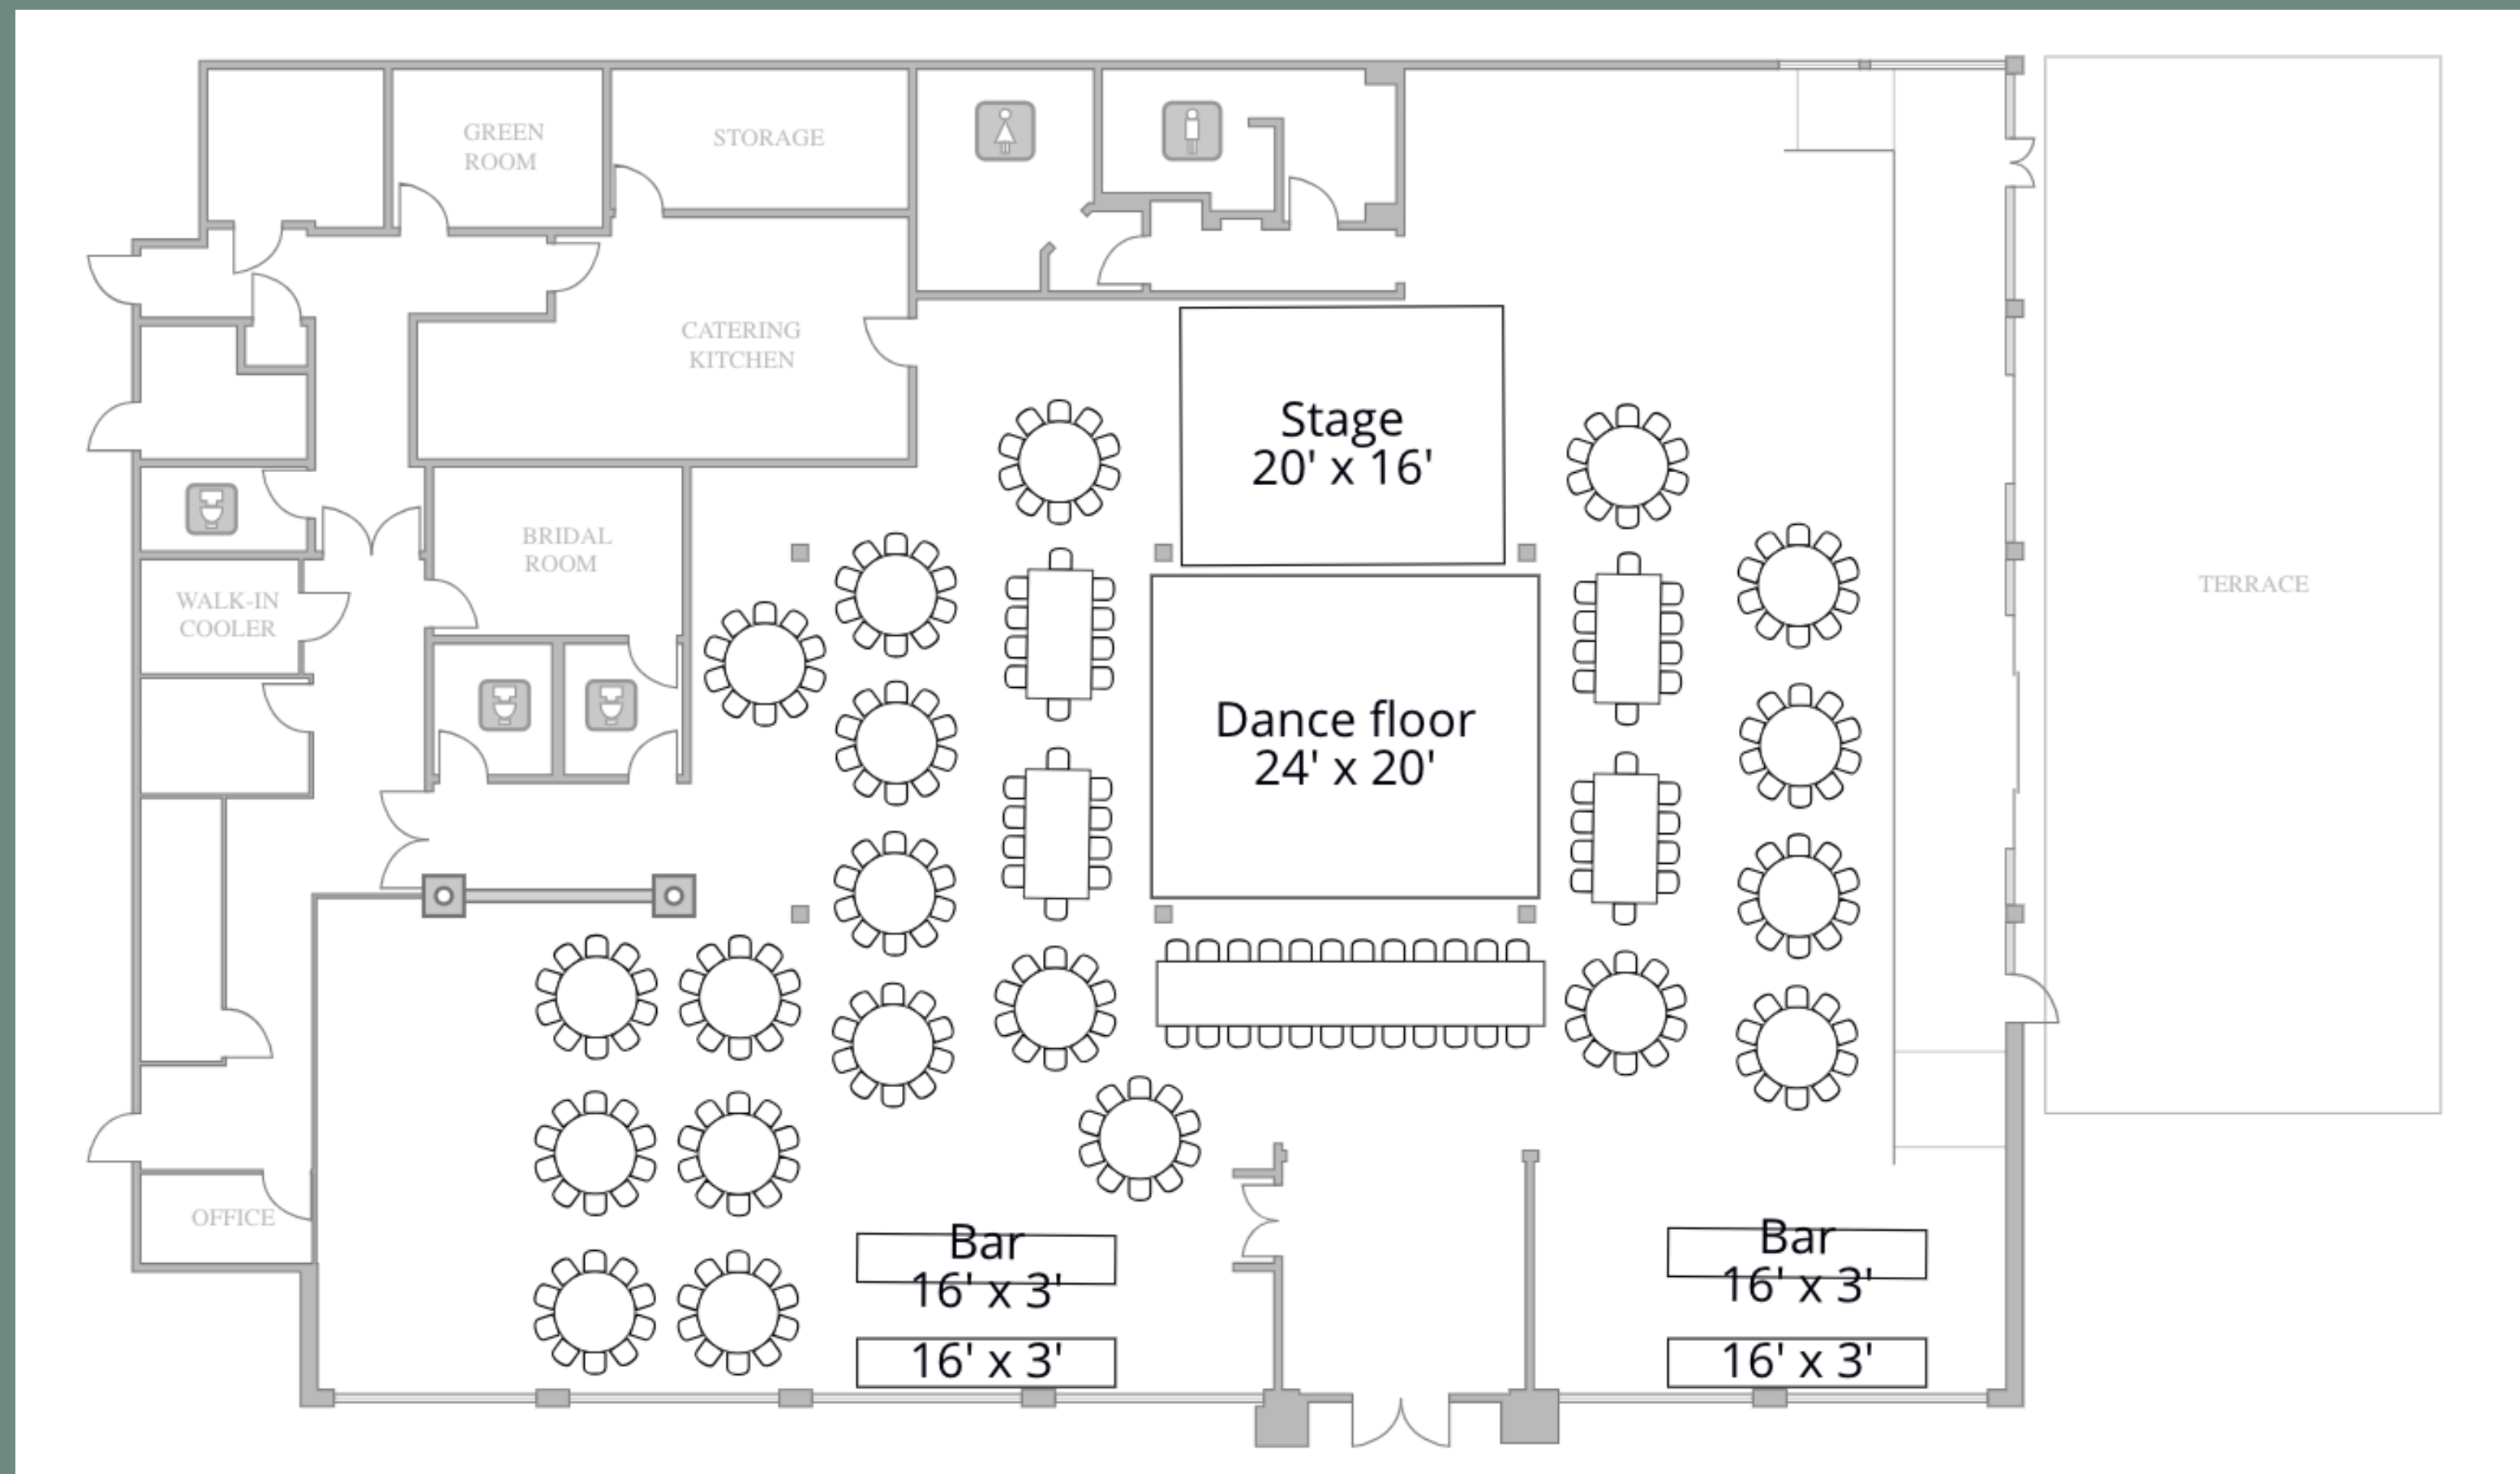 GREEN
ROOM
STORAGE
CATERING
KITCHEN
Stage
20' x 16'
BRIDAL
ROOM
WALK-IN
COOLER
TERRACE
Dance floor
24' x 20'
OFFICE
Bar
16' x 3'
16' x 3'
Bar
16' x 3'
16' x 3'